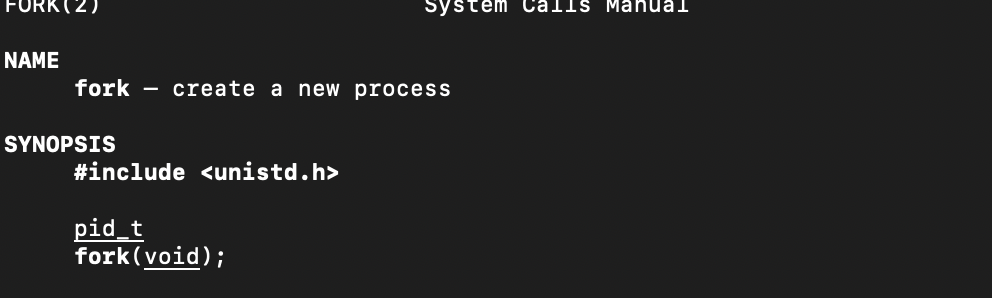 FORK(2) System Calls Manual
NAME
fork – create a new process
SYNOPSIS
#include <unistd.h>
pid_t
fork(void);